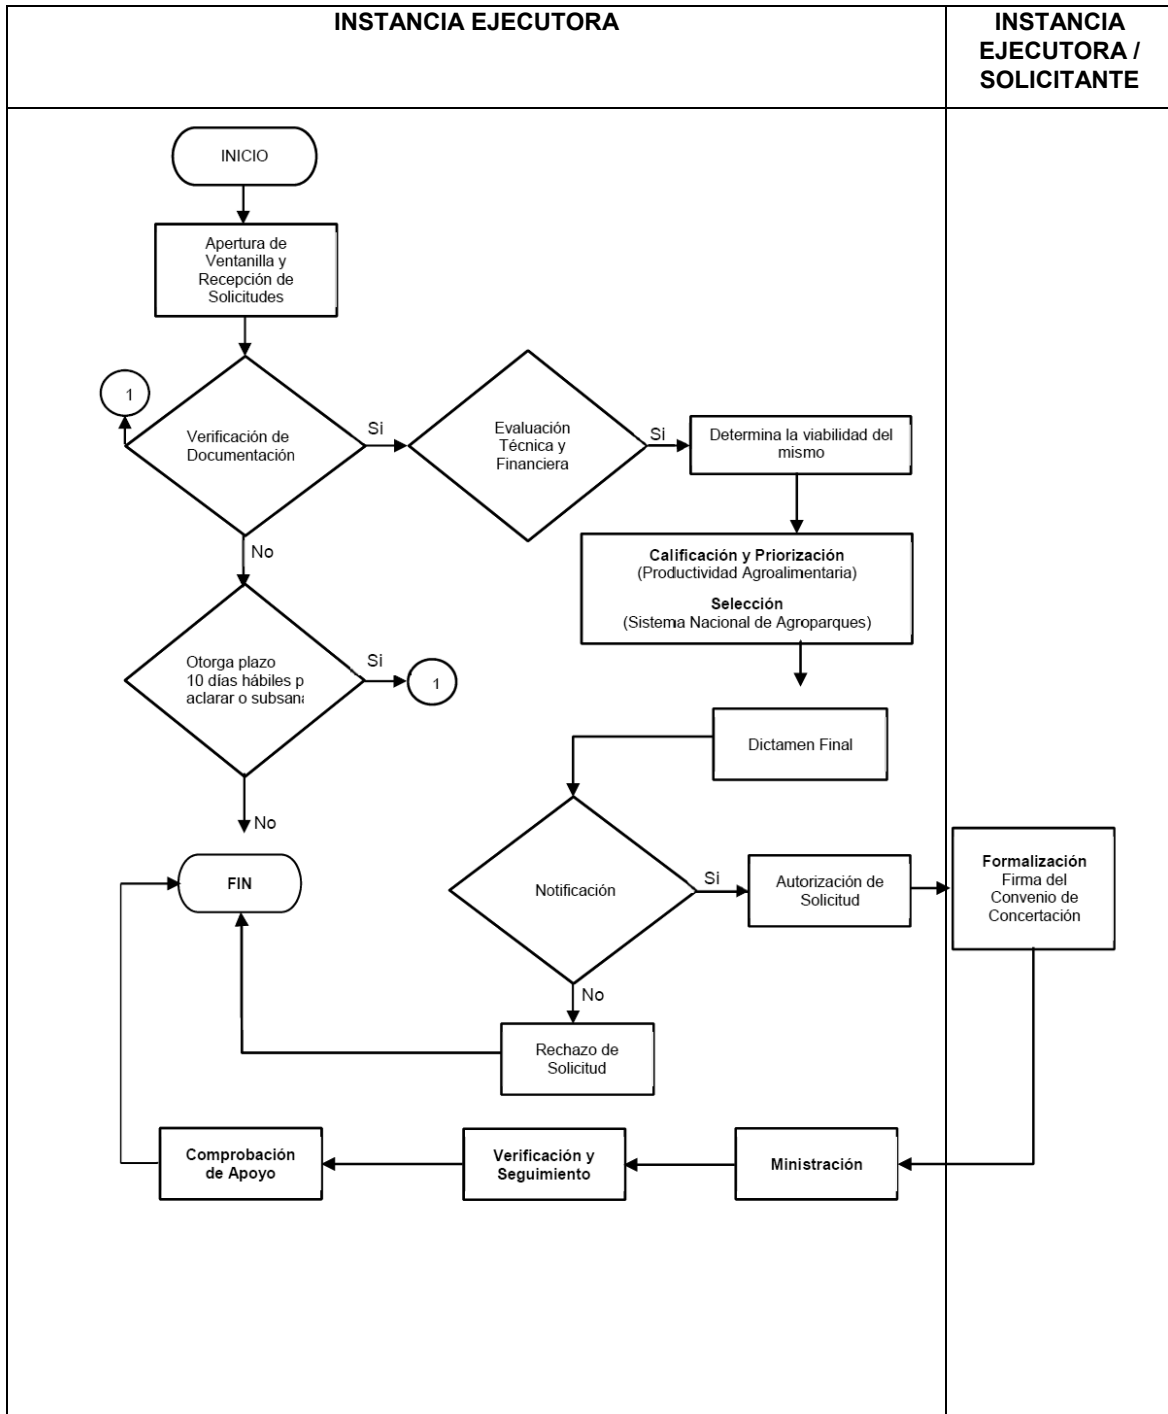 INSTANCIA EJECUTORA
INSTANCIA
EJECUTORA /
SOLICITANTE
INICIO
Apertura de
Ventanilla y
Recepción de
Solicitudes
1
Verificación de
Documentación
Si
Evaluación
Técnica y
Financiera
Si
Determina la viabilidad del
mismo
No
Calificación y Priorización
(Productividad Agroalimentaria)
Selección
(Sistema Nacional de Agroparques)
Otorga plazo
10 días hábiles p
aclarar o subsana
Si
1
Dictamen Final
No
FIN
Notificación
Si
Autorización de
Solicitud
Formalización
Firma del
Convenio de
Concertación
No
Rechazo de
Solicitud
Comprobación
de Apoyo
Verificación y
Seguimiento
Ministración